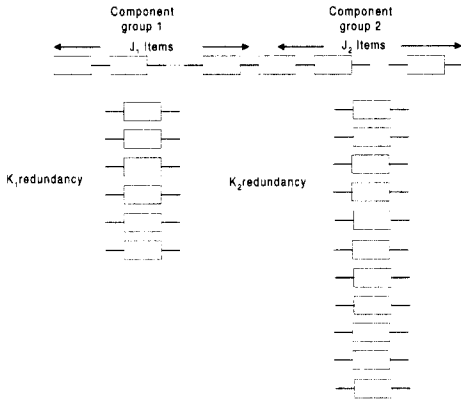 Component
group 1
Component
group 2
J₁ Items
J₂ Items
K₁redundancy
K₂redundancy